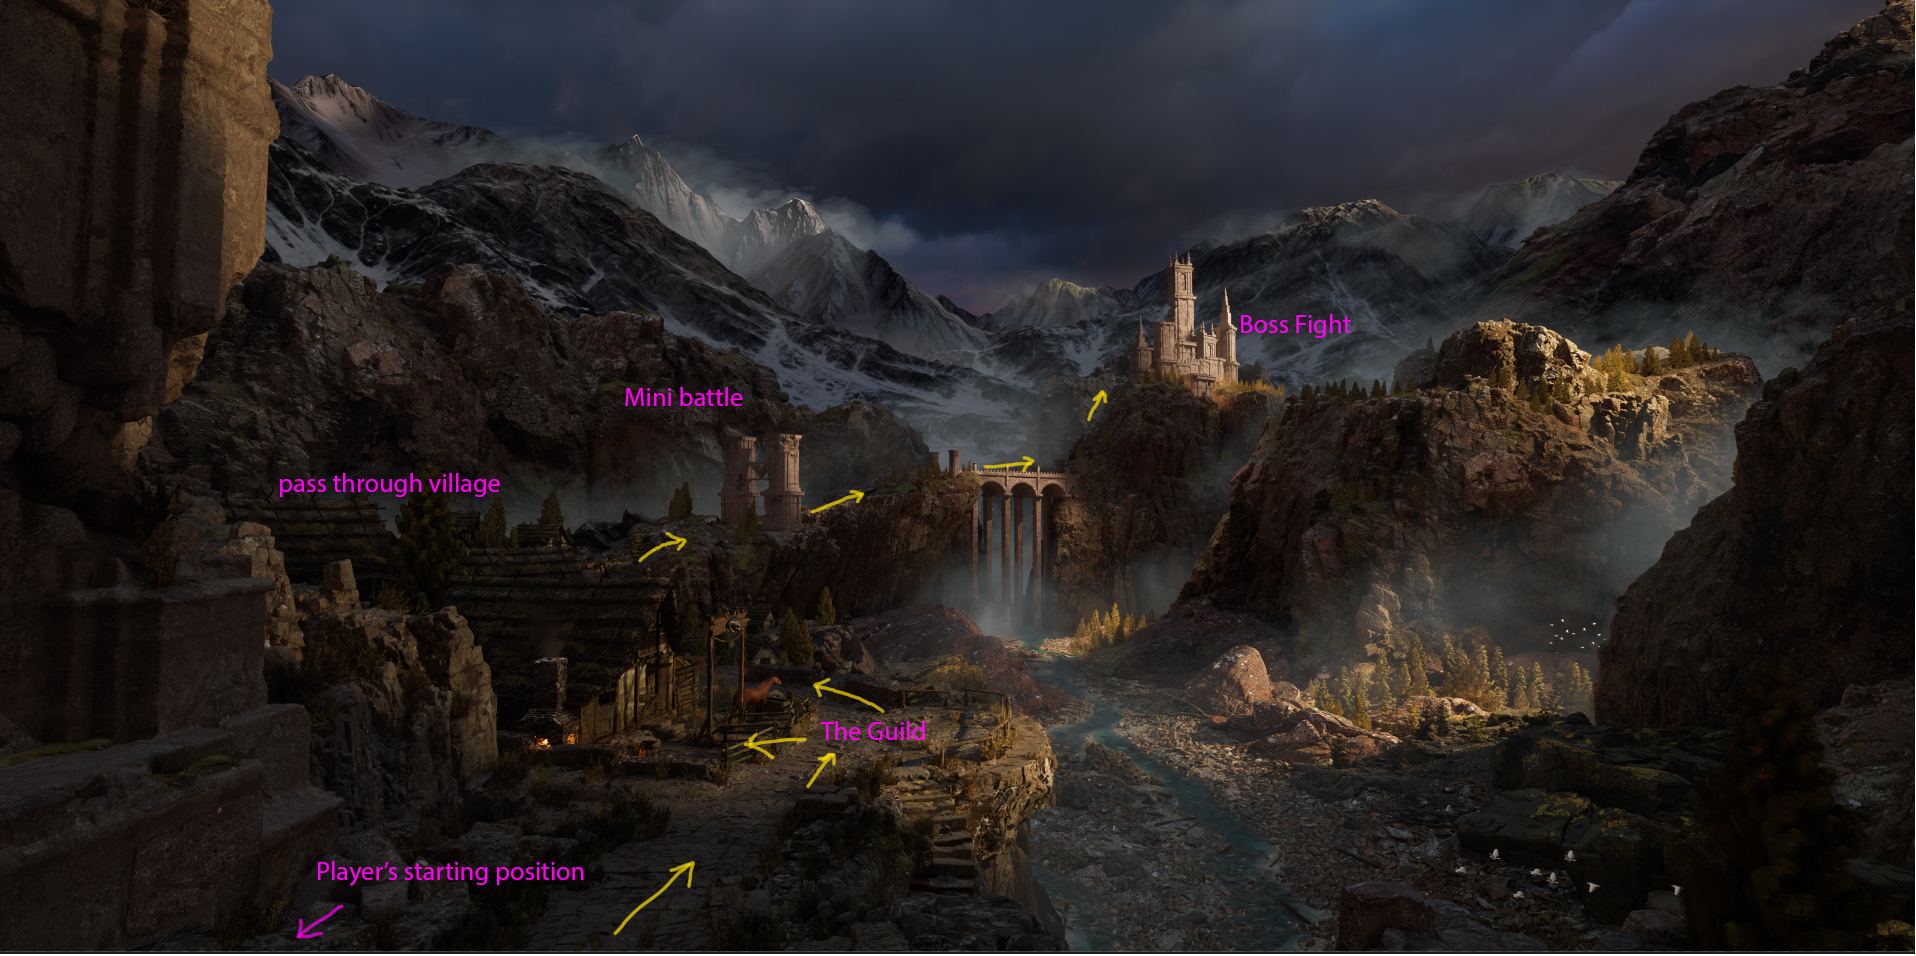 Boss Fight
Mini battle
pass through village
The Guild
Player's starting position